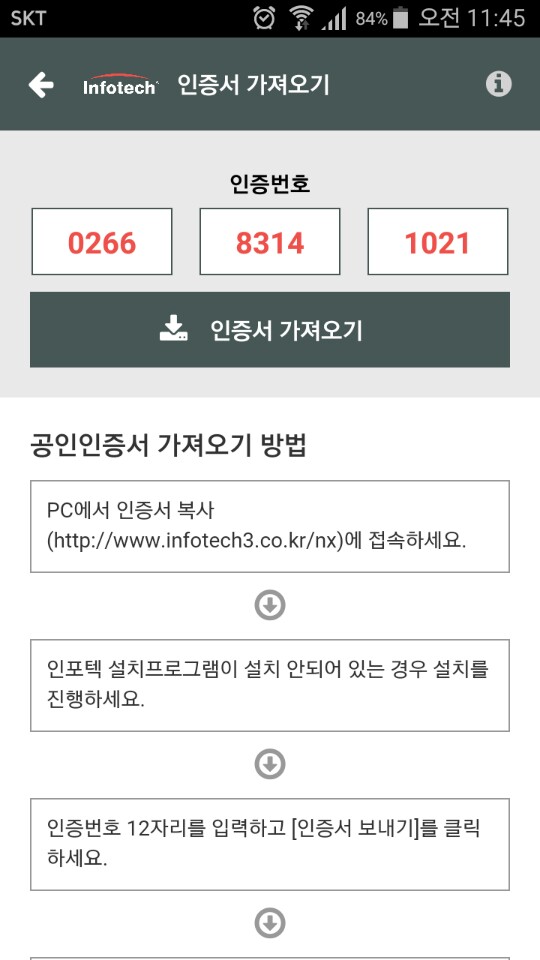 SKT 84% 오전 11:45
Infotech 인증서 가져오기
인증번호
0266 8314 1021
인증서 가져오기
공인인증서 가져오기 방법
PC에서 인증서 복사
(http://www.infotech3.co.kr/nx)에 접속하세요.
인포텍 설치프로그램이 설치 안되어 있는 경우 설치를
진행하세요.
인증번호 12자리를 입력하고 [인증서 보내기]를 클릭
하세요.